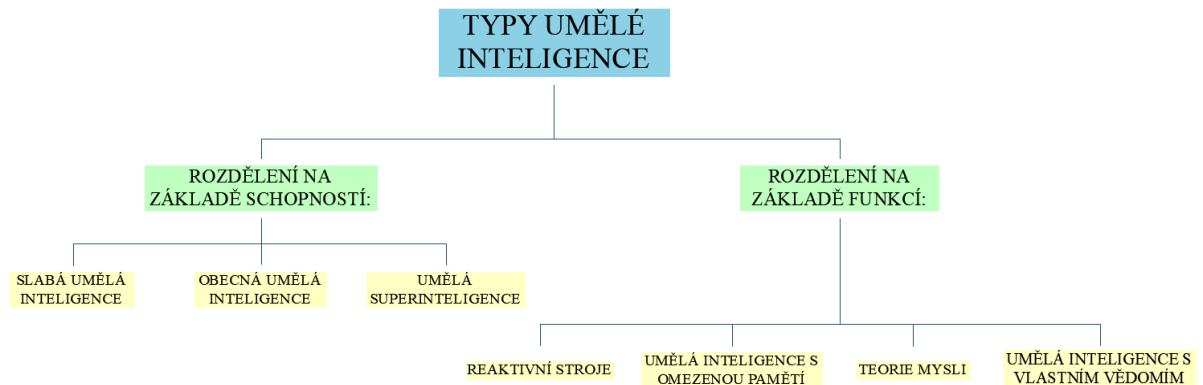 TYPY UMĚLÉ
INTELIGENCE
ROZDĚLENÍ NA
ZÁKLADĚ SCHOPNOSTÍ:
ROZDĚLENÍ NA
ZÁKLADĚ FUNKCÍ:
SLABÁ UMĚLÁ
INTELIGENCE
OBECNÁ UMĚLÁ
INTELIGENCE
UMĚLÁ
SUPERINTELIGENCE
REAKTIVNÍ STROJE
UMĚLÁ INTELIGENCE S
OMEZENOU PAMĚTÍ
TEORIE MYSLI
UMĚLÁ INTELIGENCE S
VLASTNÍM VĚDOMÍM